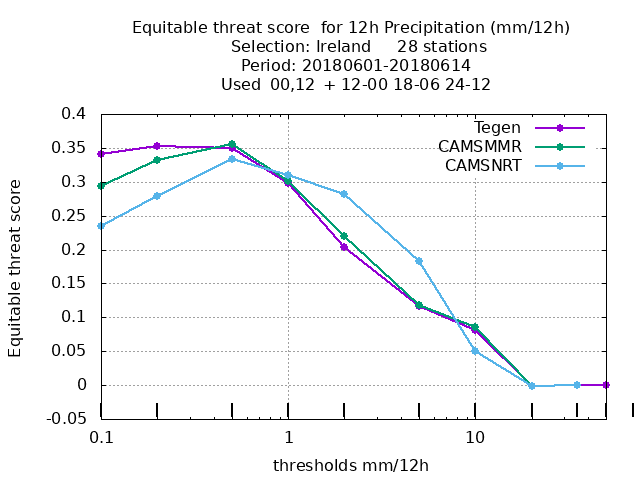 Equitable threat score  for 12h Precipitation (mm/12h)
Selection: Ireland     28 stations
Period: 20180601-20180614
Used  00,12  + 12-00 18-06 24-12
Equitable threat score
0.4
0.35
0.3
0.25
0.2
0.15
0.1
0.05
0
-0.05
Tegen
CAMSMMR
CAMSNRT
0.1 1 10
thresholds mm/12h